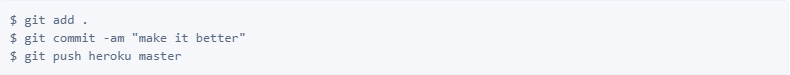 $ git add .
$ git commit -am "make it better"
$ git push heroku master